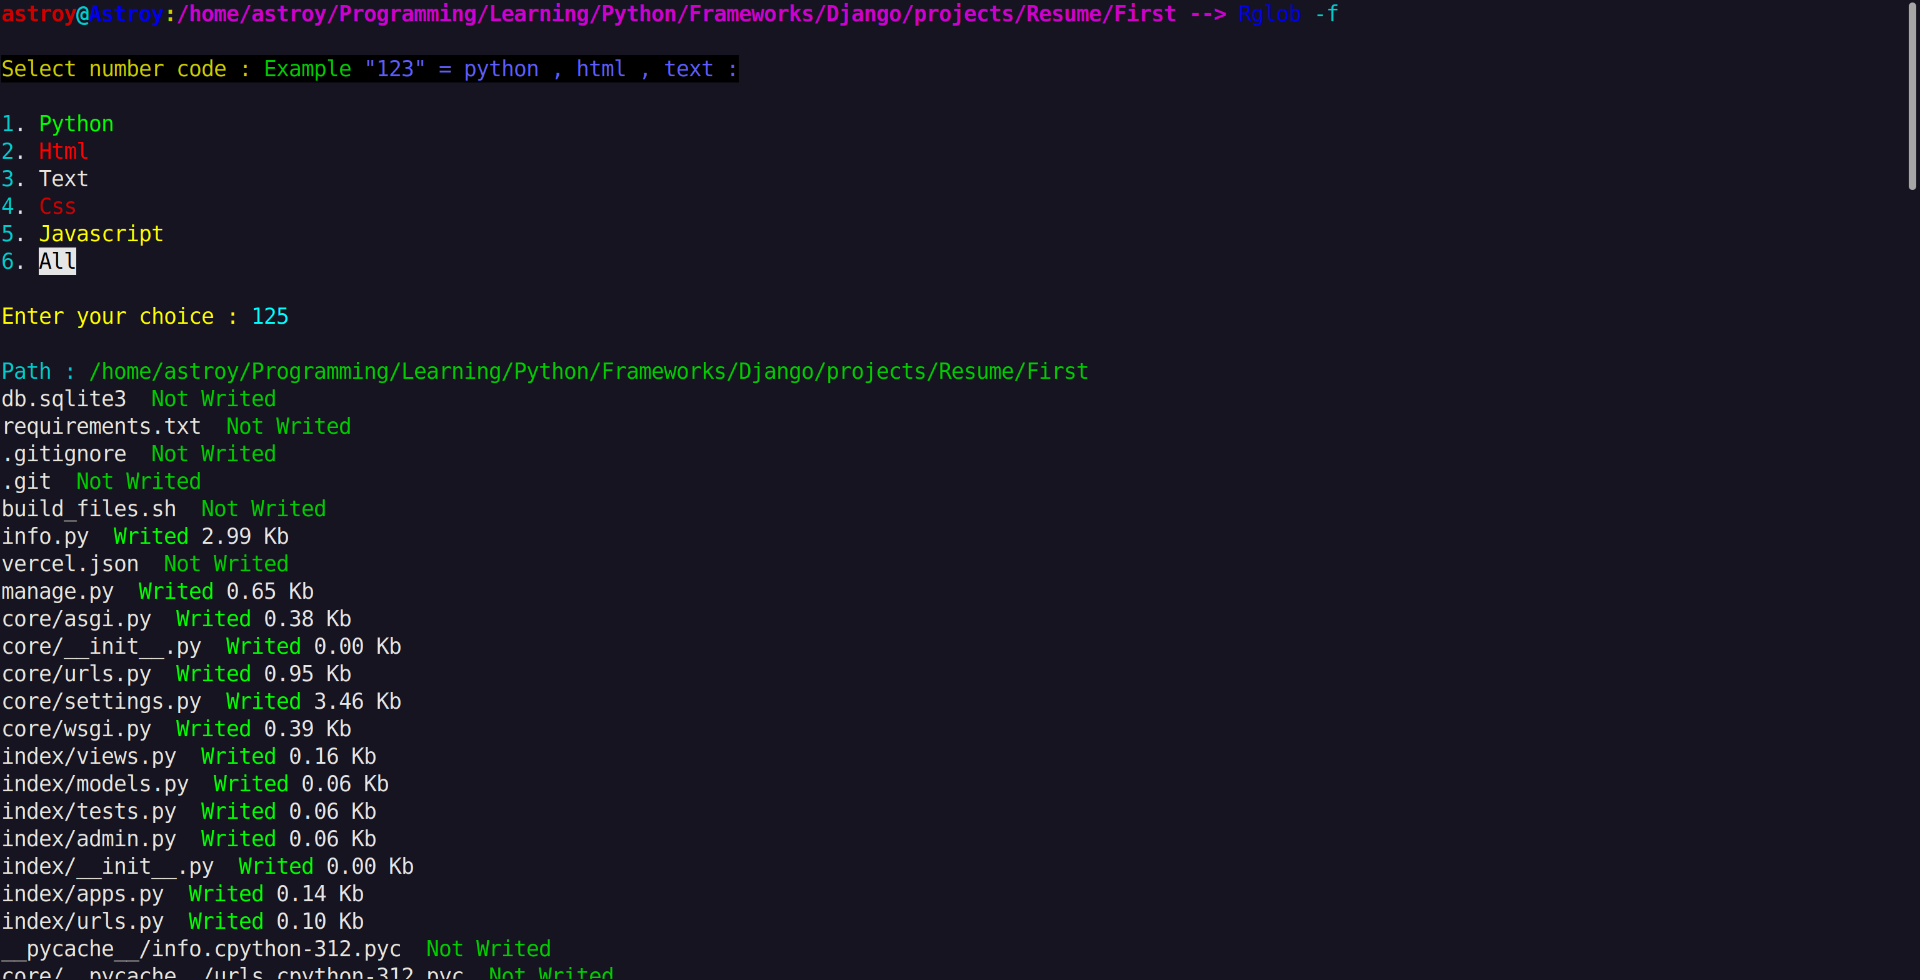 astroy@Astroy:/home/astroy/Programming/Learning/Python/Frameworks/Django/projects/Resume/First --> Rglob -f
Select number code : Example "123" = python , html , text :
1. Python
2. Html
3. Text
4. Css
5. Javascript
6. All
Enter your choice : 125
Path : /home/astroy/Programming/Learning/Python/Frameworks/Django/projects/Resume/First
db.sqlite3  Not Writed
requirements.txt  Not Writed
.gitignore  Not Writed
.git  Not Writed
build_files.sh  Not Writed
info.py  Writed 2.99 Kb
vercel.json  Not Writed
manage.py  Writed 0.65 Kb
core/asgi.py  Writed 0.38 Kb
core/__init__.py  Writed 0.00 Kb
core/urls.py  Writed 0.95 Kb
core/settings.py  Writed 3.46 Kb
core/wsgi.py  Writed 0.39 Kb
index/views.py  Writed 0.16 Kb
index/models.py  Writed 0.06 Kb
index/tests.py  Writed 0.06 Kb
index/admin.py  Writed 0.06 Kb
index/__init__.py  Writed 0.00 Kb
index/apps.py  Writed 0.14 Kb
index/urls.py  Writed 0.10 Kb
__pycache__/info.cpython-312.pyc  Not Writed
core/__pycache__/urls.cpython-312.pyc  Not Writed